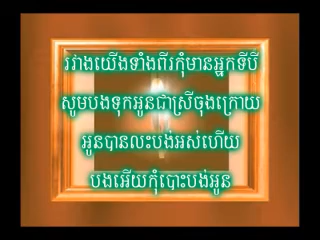 រវាងយើងទាំងពីរកុំមានអ្នកទីបី
សូមបងទុកអូនជាស្រីចុងក្រោយ
អូនបានលះបង់អស់ហើយ
បងអើយកុំបោះបង់អូន